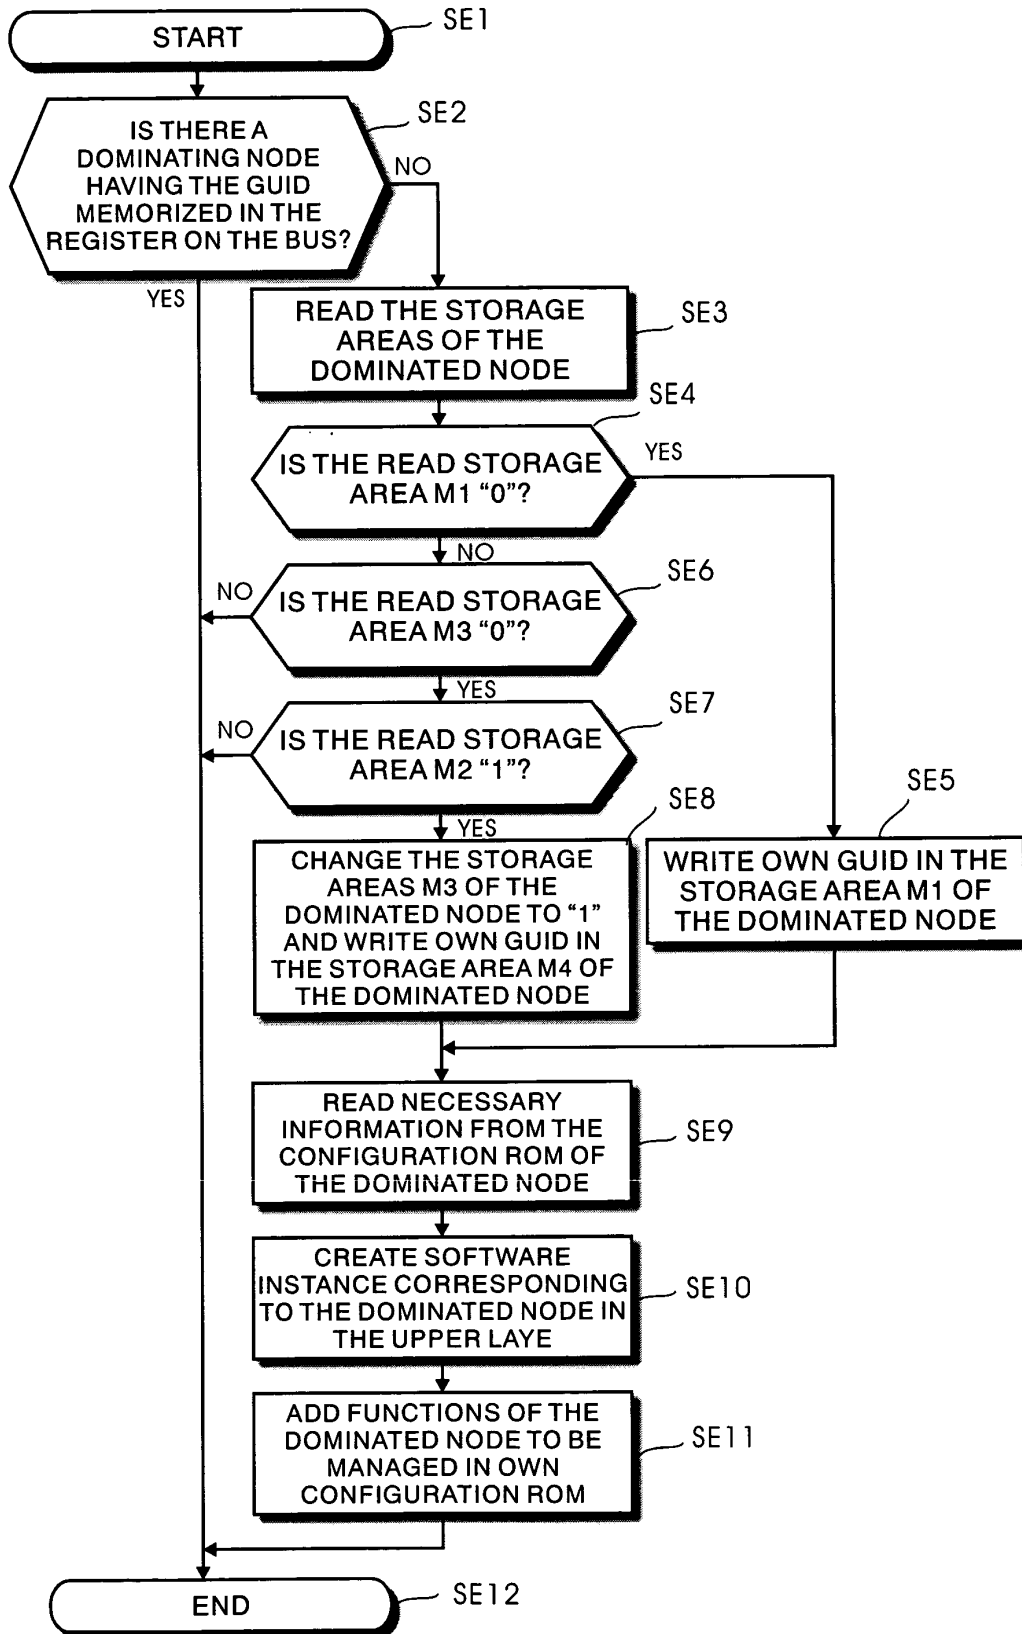 START
SE1
IS THERE A
DOMINATING NODE
HAVING THE GUID
MEMORIZED IN THE
REGISTER ON THE BUS?
SE2
NO
YES
READ THE STORAGE
AREAS OF THE
DOMINATED NODE
SE3
SE4
IS THE READ STORAGE
AREA M1 “0”?
YES
NO
SE6
NO
IS THE READ STORAGE
AREA M3 “0”?
YES
SE7
NO
IS THE READ STORAGE
AREA M2 “1”?
YES
SE8
CHANGE THE STORAGE
AREAS M3 OF THE
DOMINATED NODE TO “1”
AND WRITE OWN GUID IN
THE STORAGE AREA M4 OF
THE DOMINATED NODE
SE5
WRITE OWN GUID IN THE
STORAGE AREA M1 OF
THE DOMINATED NODE
READ NECESSARY
INFORMATION FROM THE
CONFIGURATION ROM OF
THE DOMINATED NODE
SE9
CREATE SOFTWARE
INSTANCE CORRESPONDING
TO THE DOMINATED NODE IN
THE UPPER LAYE
SE10
ADD FUNCTIONS OF THE
DOMINATED NODE TO BE
MANAGED IN OWN
CONFIGURATION ROM
SE11
END
SE12